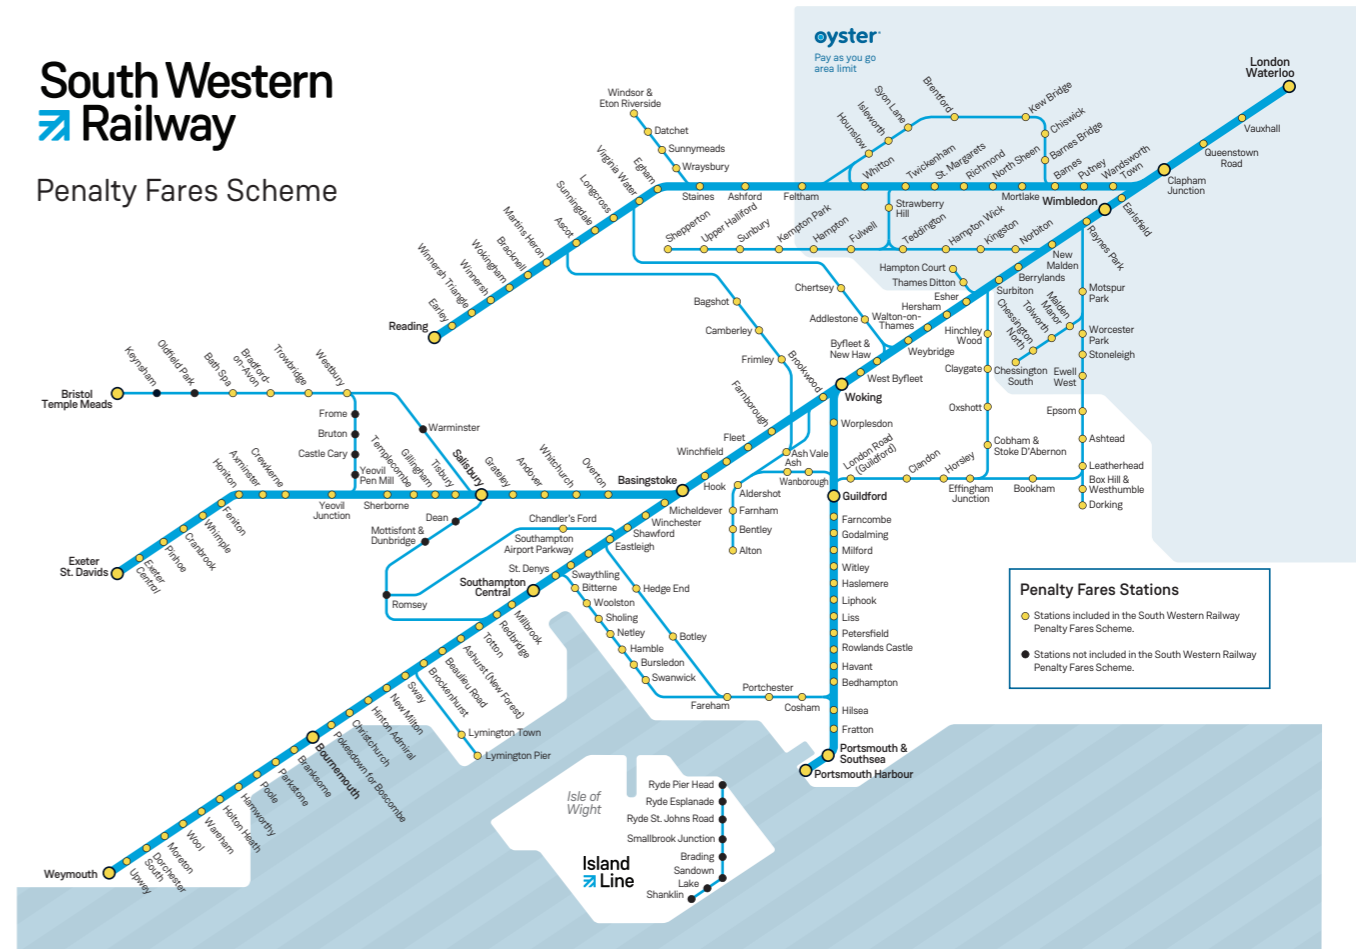 South Western
Railway
Penalty Fares Scheme
oyster
Pay as you go
area limit
London
Waterloo
Vauxhall
Queenstown
Road
Clapham
Junction
Wandsworth
Town
Putney
Barnes
Barnes Bridge
Chiswick
Kew Bridge
Brentford
Syon Lane
Isleworth
Hounslow
Mortlake
North Sheen
Richmond
St. Margarets
Twickenham
Whitton
Feltham
Ashford
Staines
Windsor &
Eton Riverside
Datchet
Sunnymeads
Wraysbury
Egham
Virginia Water
Longcross
Sunningdale
Ascot
Martins Heron
Bracknell
Wokingham
Winnersh
Winnersh Triangle
Earley
Reading
Shepperton
Upper Halliford
Sunbury
Kempton Park
Hampton
Fulwell
Strawberry
Hill
Teddington
Hampton Wick
Kingston
Norbiton
Wimbledon
Earlsfield
Raynes Park
New
Malden
Berrylands
Surbiton
Hampton Court
Thames Ditton
Esher
Hersham
Walton-on-
Thames
Weybridge
Byfleet &
New Haw
West Byfleet
Chertsey
Addlestone
Motspur
Park
Malden
Manor
Tolworth
Chessington
North
Chessington
South
Worcester
Park
Stoneleigh
Ewell
West
Epsom
Ashtead
Leatherhead
Box Hill &
Westhumble
Dorking
Hinchley
Wood
Claygate
Oxshott
Cobham &
Stoke D'Abernon
Bookham
Effingham
Junction
Horsley
Clandon
London Road
(Guildford)
Bagshot
Camberley
Frimley
Brookwood
Woking
Worplesdon
Farnborough
Fleet
Winchfield
Hook
Basingstoke
Ash Vale
Ash
Wanborough
Aldershot
Farnham
Bentley
Alton
Guildford
Farncombe
Godalming
Milford
Witley
Haslemere
Liphook
Liss
Petersfield
Rowlands Castle
Havant
Bedhampton
Hilsea
Fratton
Portsmouth &
Southsea
Portsmouth Harbour
Bristol
Temple Meads
Keynsham
Oldfield Park
Bath Spa
Bradford-
on-Avon
Trowbridge
Westbury
Frome
Bruton
Castle Cary
Yeovil
Pen Mill
Warminster
Salisbury
Grateley
Andover
Whitchurch
Overton
Tisbury
Gillingham
Templecombe
Sherborne
Yeovil
Junction
Crewkerne
Axminster
Honiton
Feniton
Whimple
Cranbrook
Pinhoe
Exeter
Central
Exeter
St. Davids
Dean
Mottisfont &
Dunbridge
Romsey
Chandler's Ford
Micheldever
Winchester
Shawford
Eastleigh
Southampton
Airport Parkway
St. Denys
Swaythling
Southampton
Central
Bitterne
Woolston
Sholing
Netley
Hamble
Bursledon
Swanwick
Hedge End
Botley
Fareham
Portchester
Cosham
Millbrook
Redbridge
Totton
Ashurst (New Forest)
Beaulieu Road
Brockenhurst
Sway
New Milton
Hinton Admiral
Christchurch
Pokesdown for Boscombe
Bournemouth
Branksome
Parkstone
Poole
Hamworthy
Holton Heath
Wareham
Wool
Moreton
Dorchester
South
Upwey
Weymouth
Lymington Town
Lymington Pier
Isle of
Wight
Island
Line
Ryde Pier Head
Ryde Esplanade
Ryde St. Johns Road
Smallbrook Junction
Brading
Sandown
Lake
Shanklin
Penalty Fares Stations
Stations included in the South Western Railway
Penalty Fares Scheme.
Stations not included in the South Western Railway
Penalty Fares Scheme.